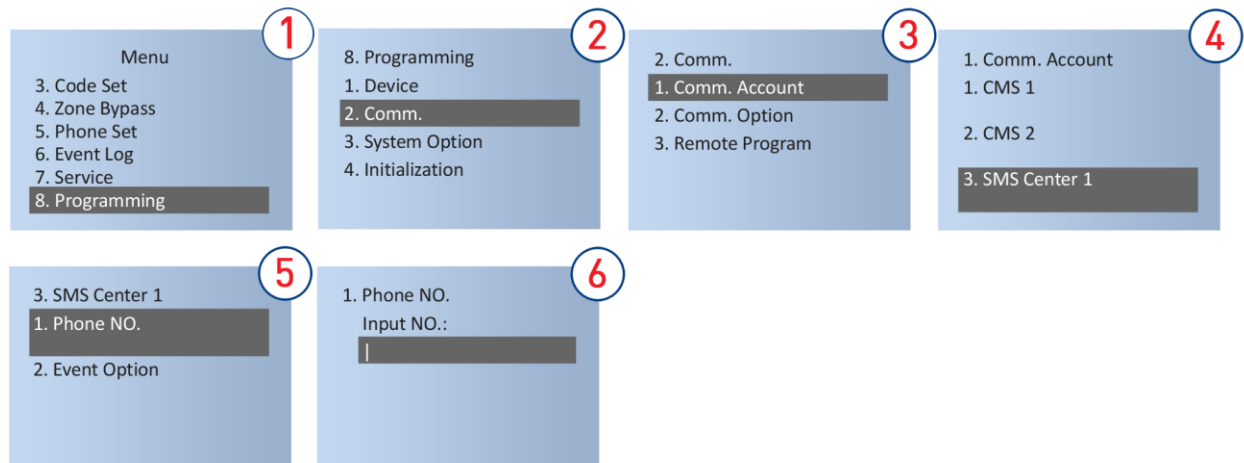 1
Menu
3. Code Set
4. Zone Bypass
5. Phone Set
6. Event Log
7. Service
8. Programming
2
8. Programming
1. Device
2. Comm.
3. System Option
4. Initialization
3
2. Comm.
1. Comm. Account
2. Comm. Option
3. Remote Program
4
1. Comm. Account
1. CMS 1
2. CMS 2
3. SMS Center 1
5
3. SMS Center 1
1. Phone NO.
2. Event Option
6
1. Phone NO.
Input NO.:
|